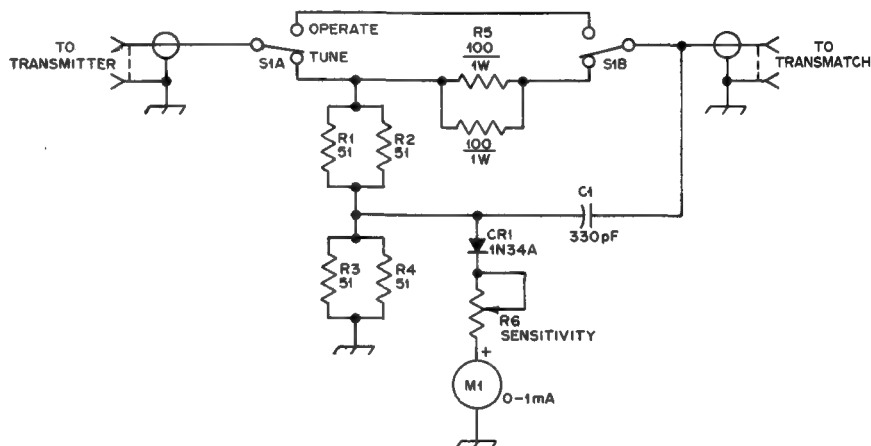 OPERATE
TO
TRANSMITTER
S1A
TUNE
R5
100
1W
S1B
TO
TRANSMATCH
100
1W
R1
51
R2
51
C1
330pF
CR1
1N34A
R3
51
R4
51
R6
SENSITIVITY
+
M1
0-1mA